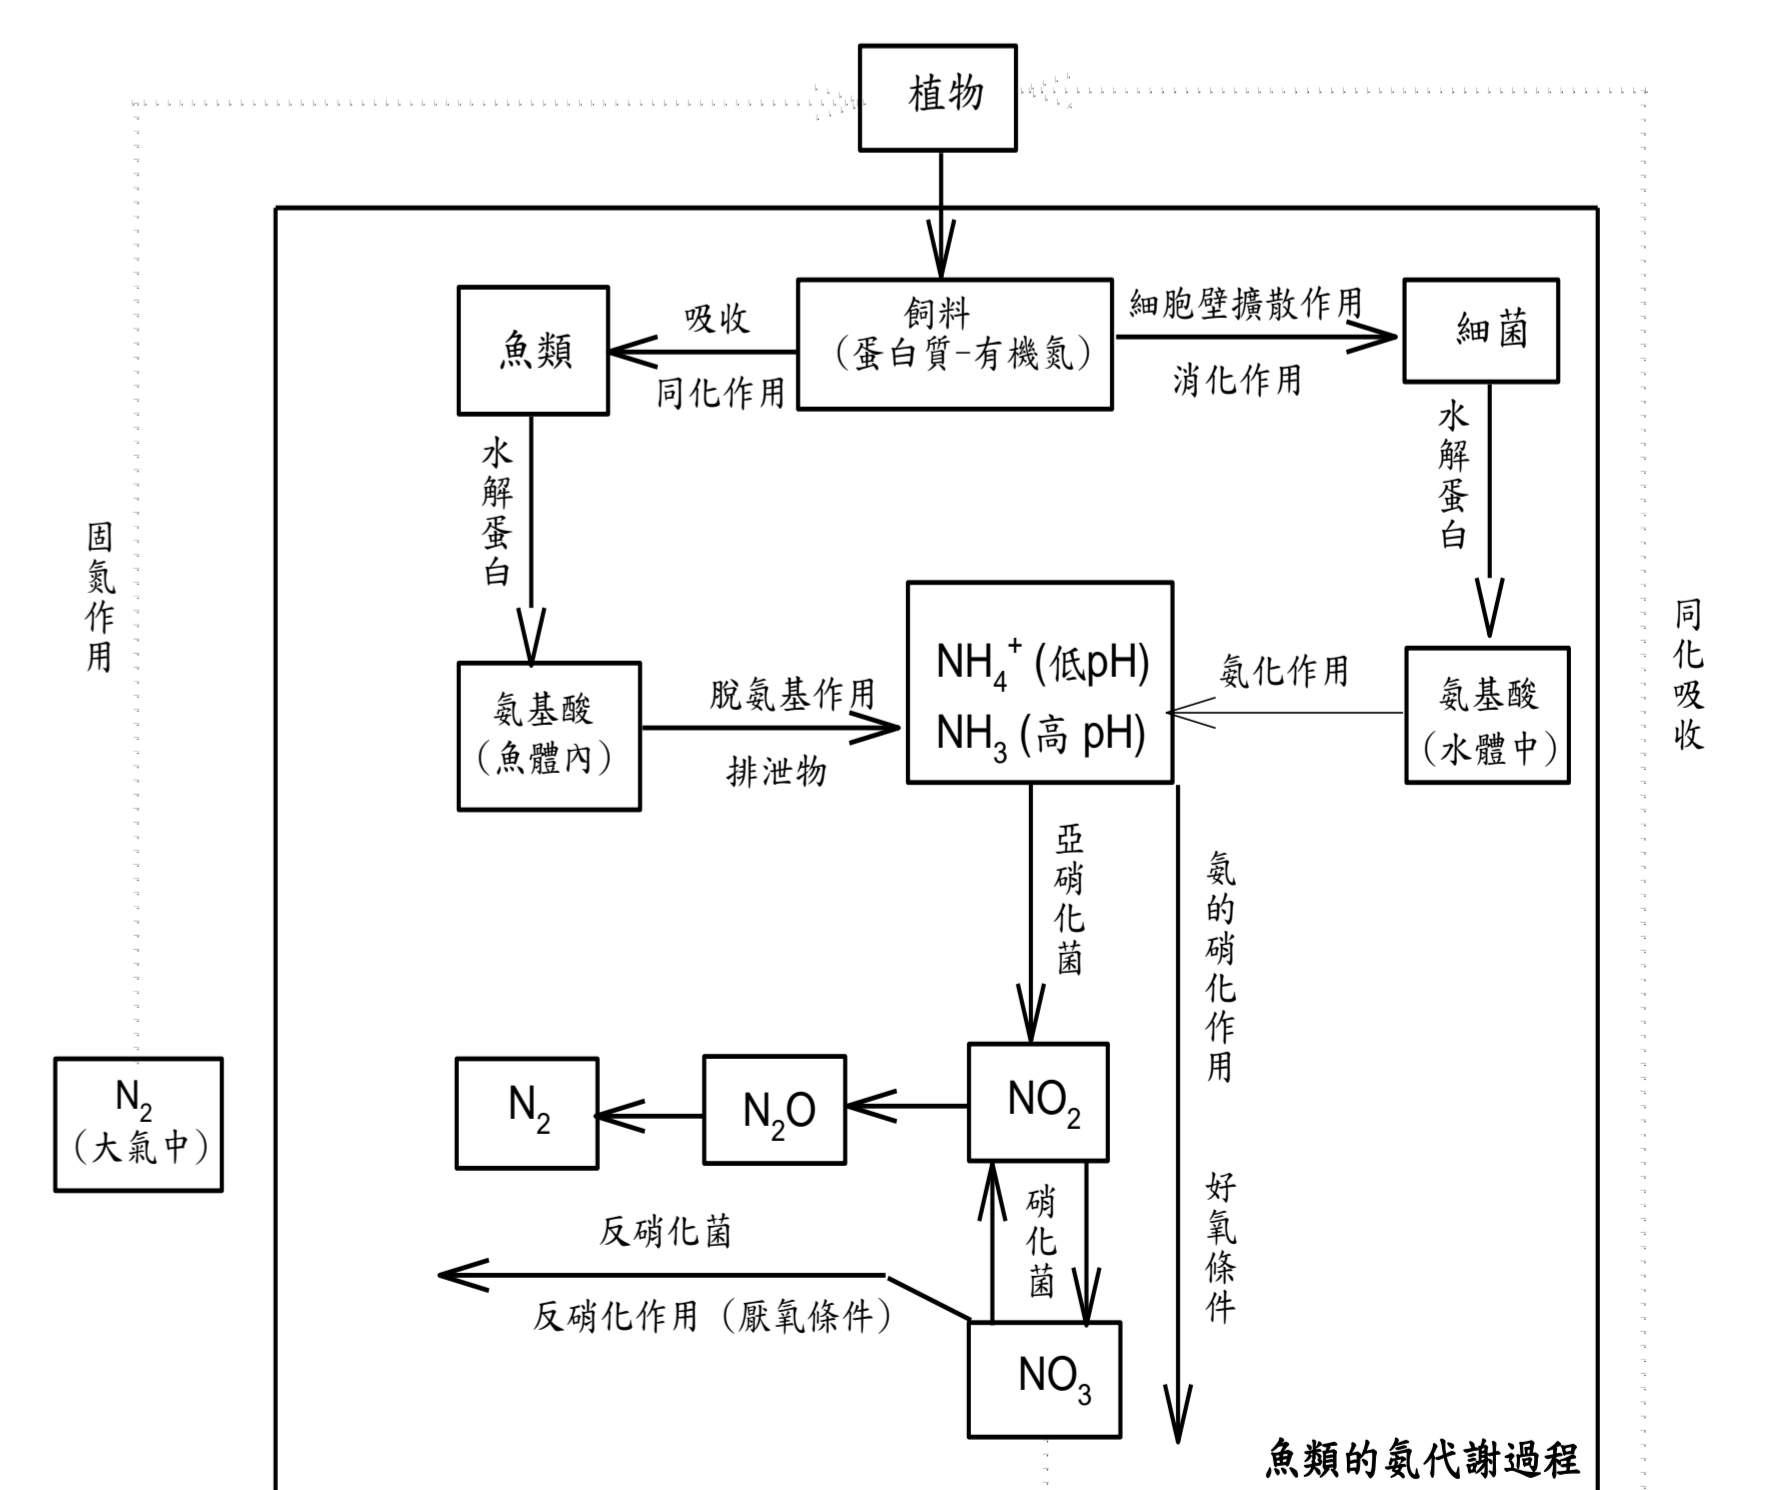 植物
吸收
飼料
(蛋白質-有機氮)
細胞壁擴散作用
魚類
細菌
同化作用
消化作用
水解蛋白
水解蛋白
固氮作用
同化吸收
NH₄⁺ (低pH)
NH₃ (高 pH)
氨基酸
(魚體內)
脫氨基作用
排泄物
氨化作用
氨基酸
(水體中)
亞硝化菌
氨的硝化作用
N₂
(大氣中)
N₂
N₂O
NO₂
硝化菌
好氧條件
反硝化菌
反硝化作用 (厭氧條件)
NO₃
魚類的氨代謝過程